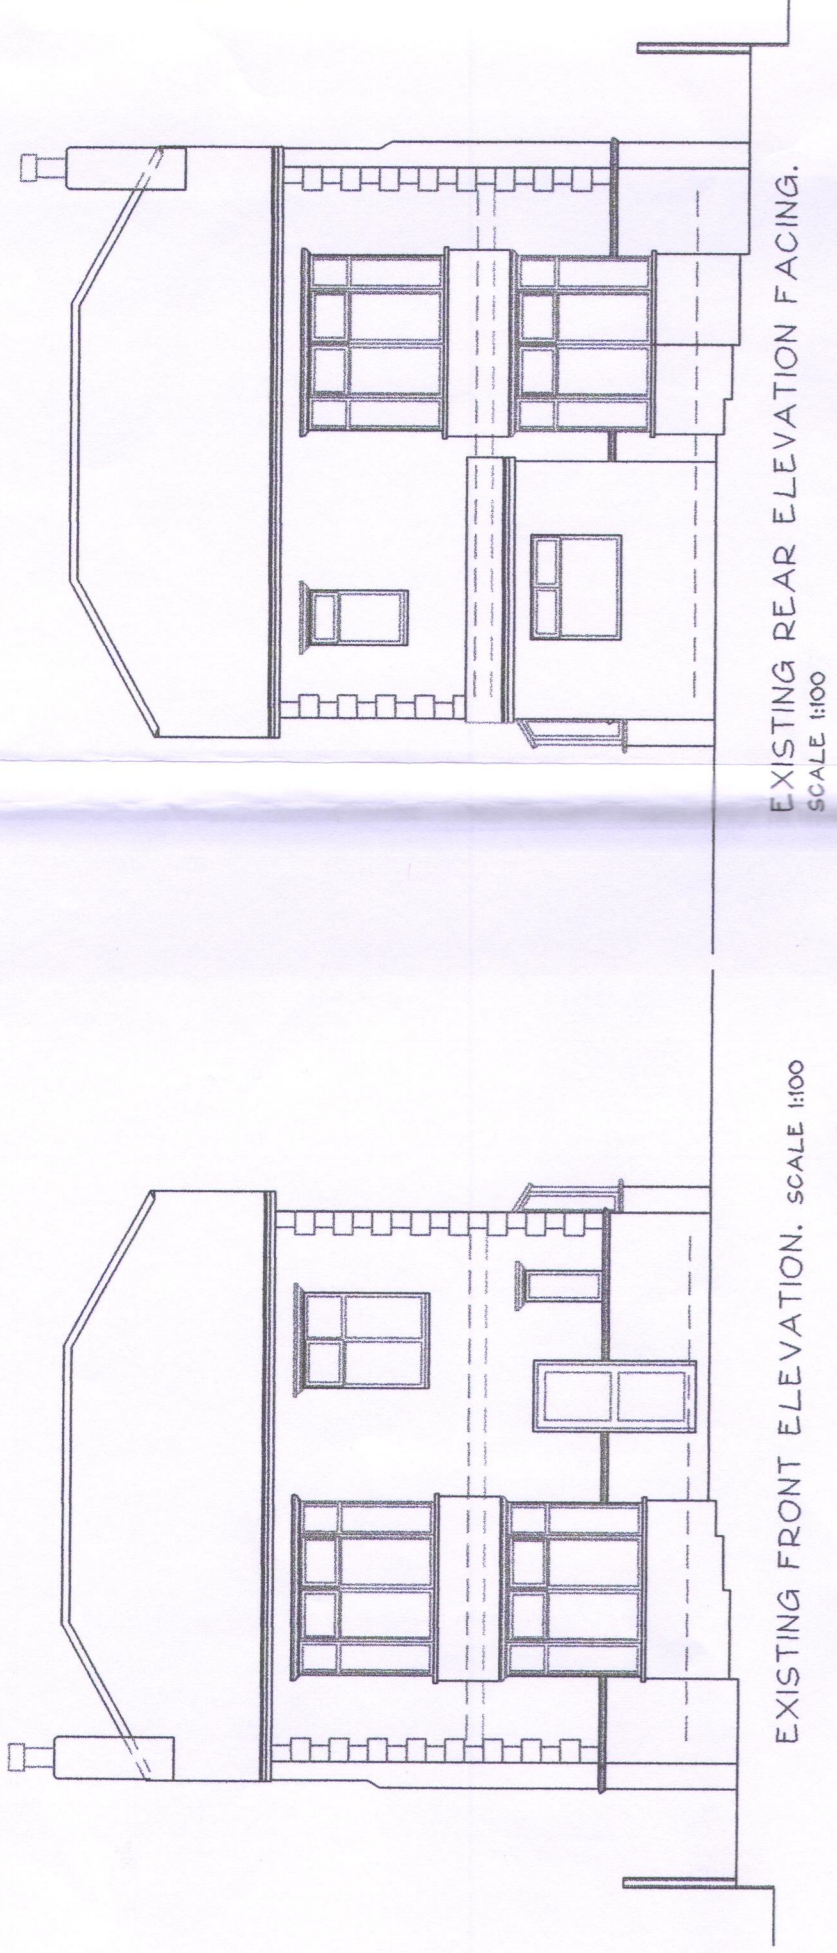 EXISTING FRONT ELEVATION. SCALE 1:100
EXISTING REAR ELEVATION FACING.
SCALE 1:100